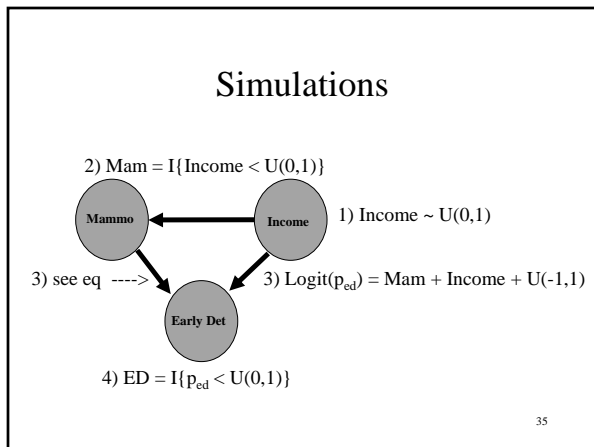 Simulations
2) Mam = I{Income < U(0,1)}
Mammo
Income
1) Income ~ U(0,1)
3) see eq ---->
3) Logit(p_ed) = Mam + Income + U(-1,1)
Early Det
4) ED = I{p_ed < U(0,1)}
35